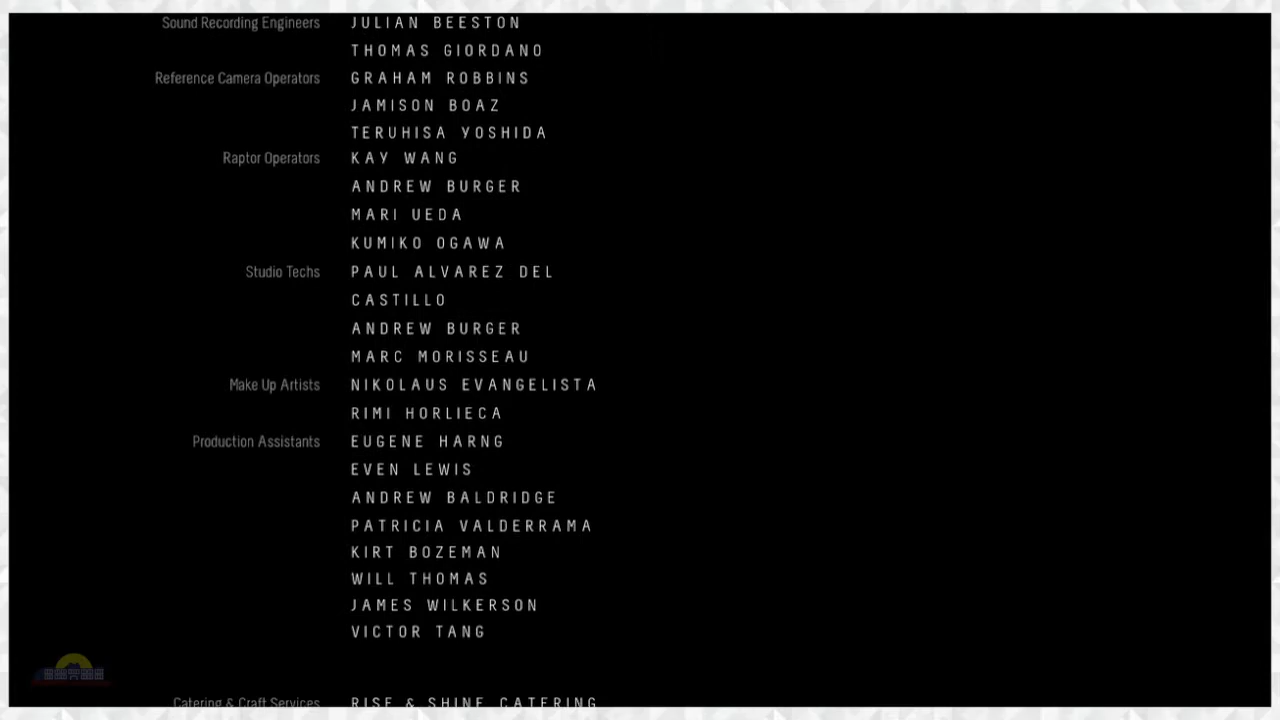 Sound Recording Engineers JULIAN BEESTON
THOMAS GIORDANO
Reference Camera Operators GRAHAM ROBBINS
JAMISON BOAZ
TERUHISA YOSHIDA
Raptor Operators KAY WANG
ANDREW BURGER
MARI UEDA
KUMIKO OGAWA
Studio Techs PAUL ALVAREZ DEL
CASTILLO
ANDREW BURGER
MARC MORISSEAU
Make Up Artists NIKOLAUS EVANGELISTA
RIMI HORLIECA
Production Assistants EUGENE HARNG
EVEN LEWIS
ANDREW BALDRIDGE
PATRICIA VALDERRAMA
KIRT BOZEMAN
WILL THOMAS
JAMES WILKERSON
VICTOR TANG
Catering & Craft Services RISE & SHINE CATERING